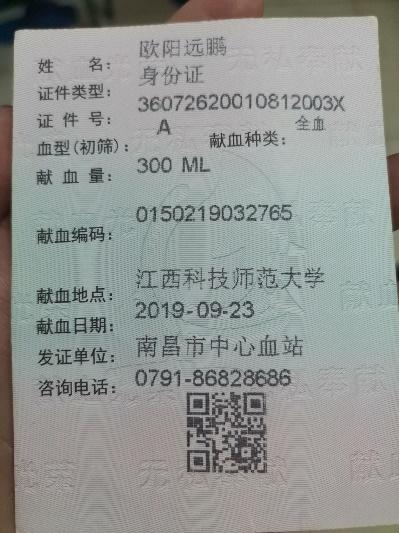 姓 名： 欧阳远鹏
证件类型： 身份证
证 件 号： 36072620010812003X
血型(初筛)： A 献血种类： 全血
献 血 量： 300 ML
献血编码： 0150219032765
献血地点： 江西科技师范大学
献血日期： 2019-09-23
发证单位： 南昌市中心血站
咨询电话： 0791-86828686